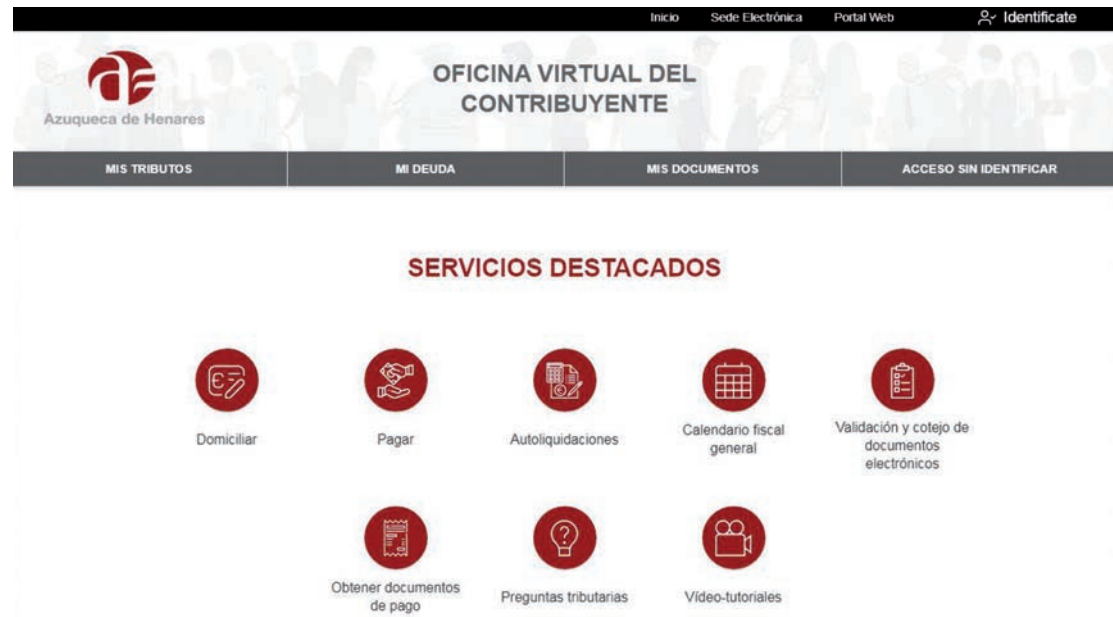 Inicio Sede Electrónica Portal Web Identificate
Azuqueca de Henares
OFICINA VIRTUAL DEL
CONTRIBUYENTE
MIS TRIBUTOS MI DEUDA MIS DOCUMENTOS ACCESO SIN IDENTIFICAR
SERVICIOS DESTACADOS
Domiciliar
Pagar
Autoliquidaciones
Calendario fiscal
general
Validación y cotejo de
documentos
electrónicos
Obtener documentos
de pago
Preguntas tributarias
Vídeo-tutoriales